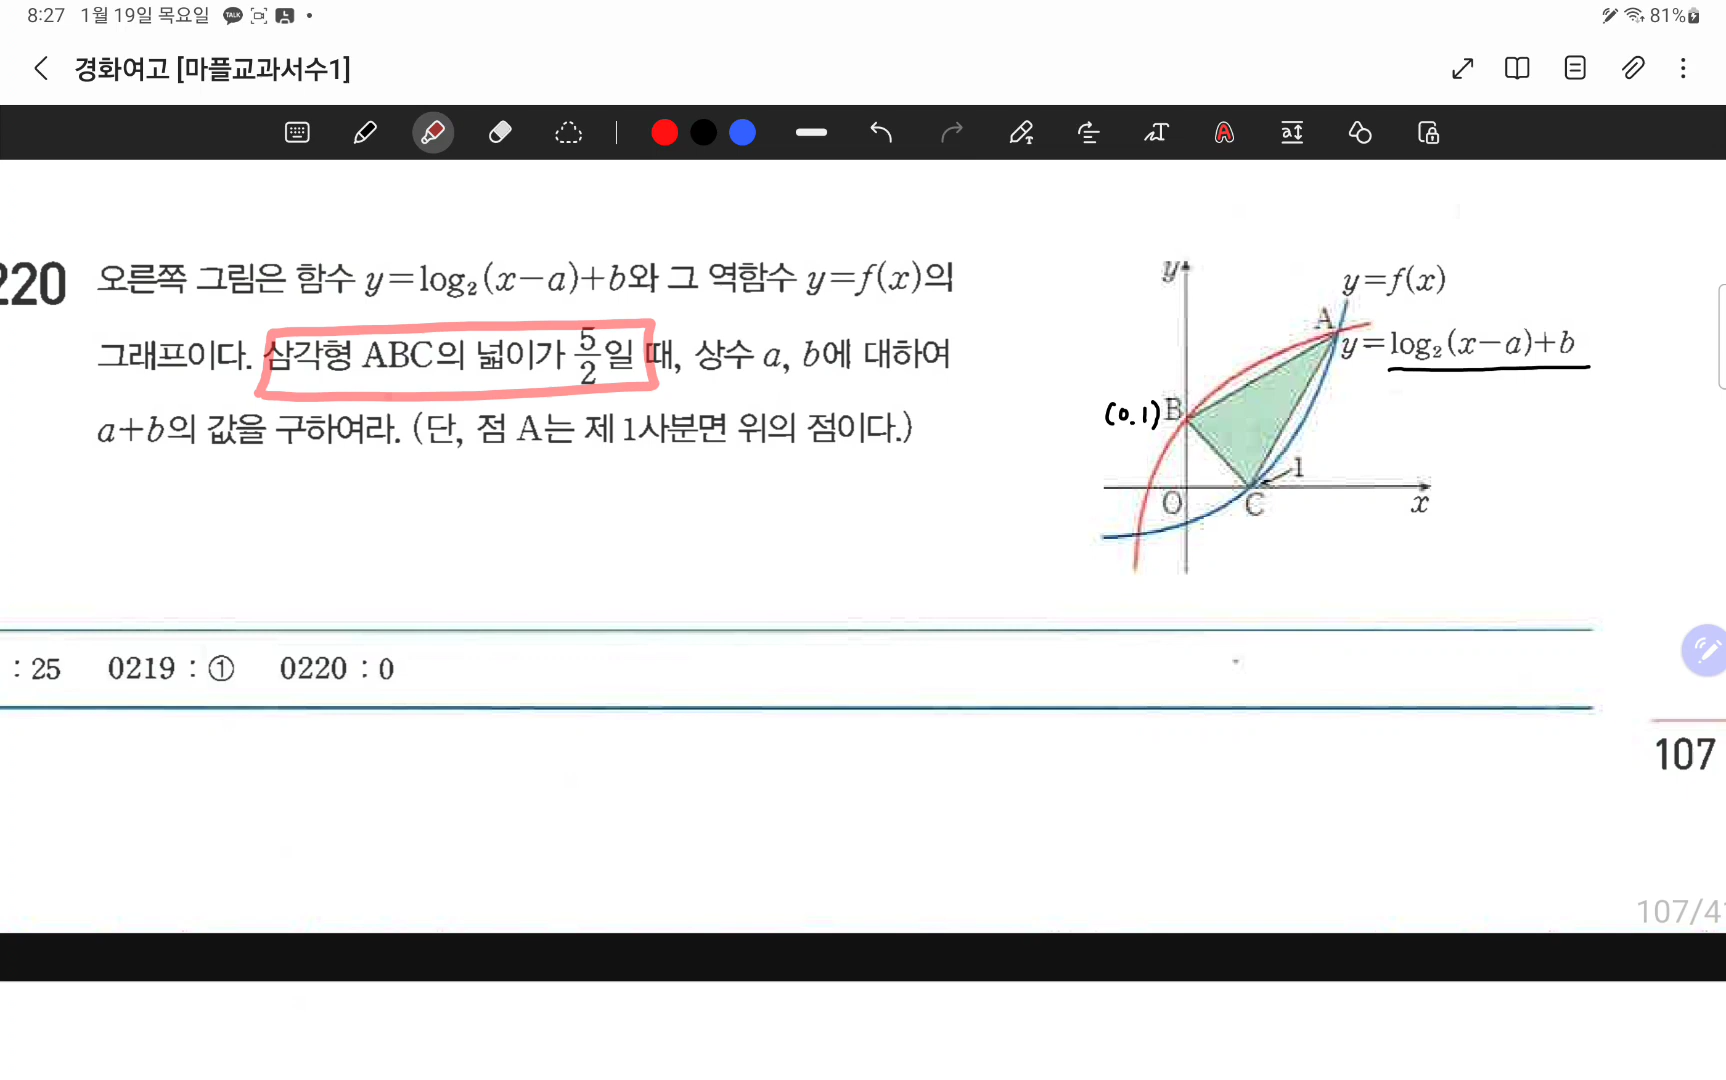 8:27 1월 19일 목요일 TALK
81%
경화여고 [마플교과서수1]
220 오른쪽 그림은 함수 y=log₂(x-a)+b와 그 역함수 y=f(x)의
그래프이다. 삼각형 ABC의 넓이가 5/2일 때, 상수 a, b에 대하여
a+b의 값을 구하여라. (단, 점 A는 제 1사분면 위의 점이다.)
y
y=f(x)
A
y=log₂(x-a)+b
(0.1) B
1
O C x
: 25 0219 : ① 0220 : 0
107
107/4